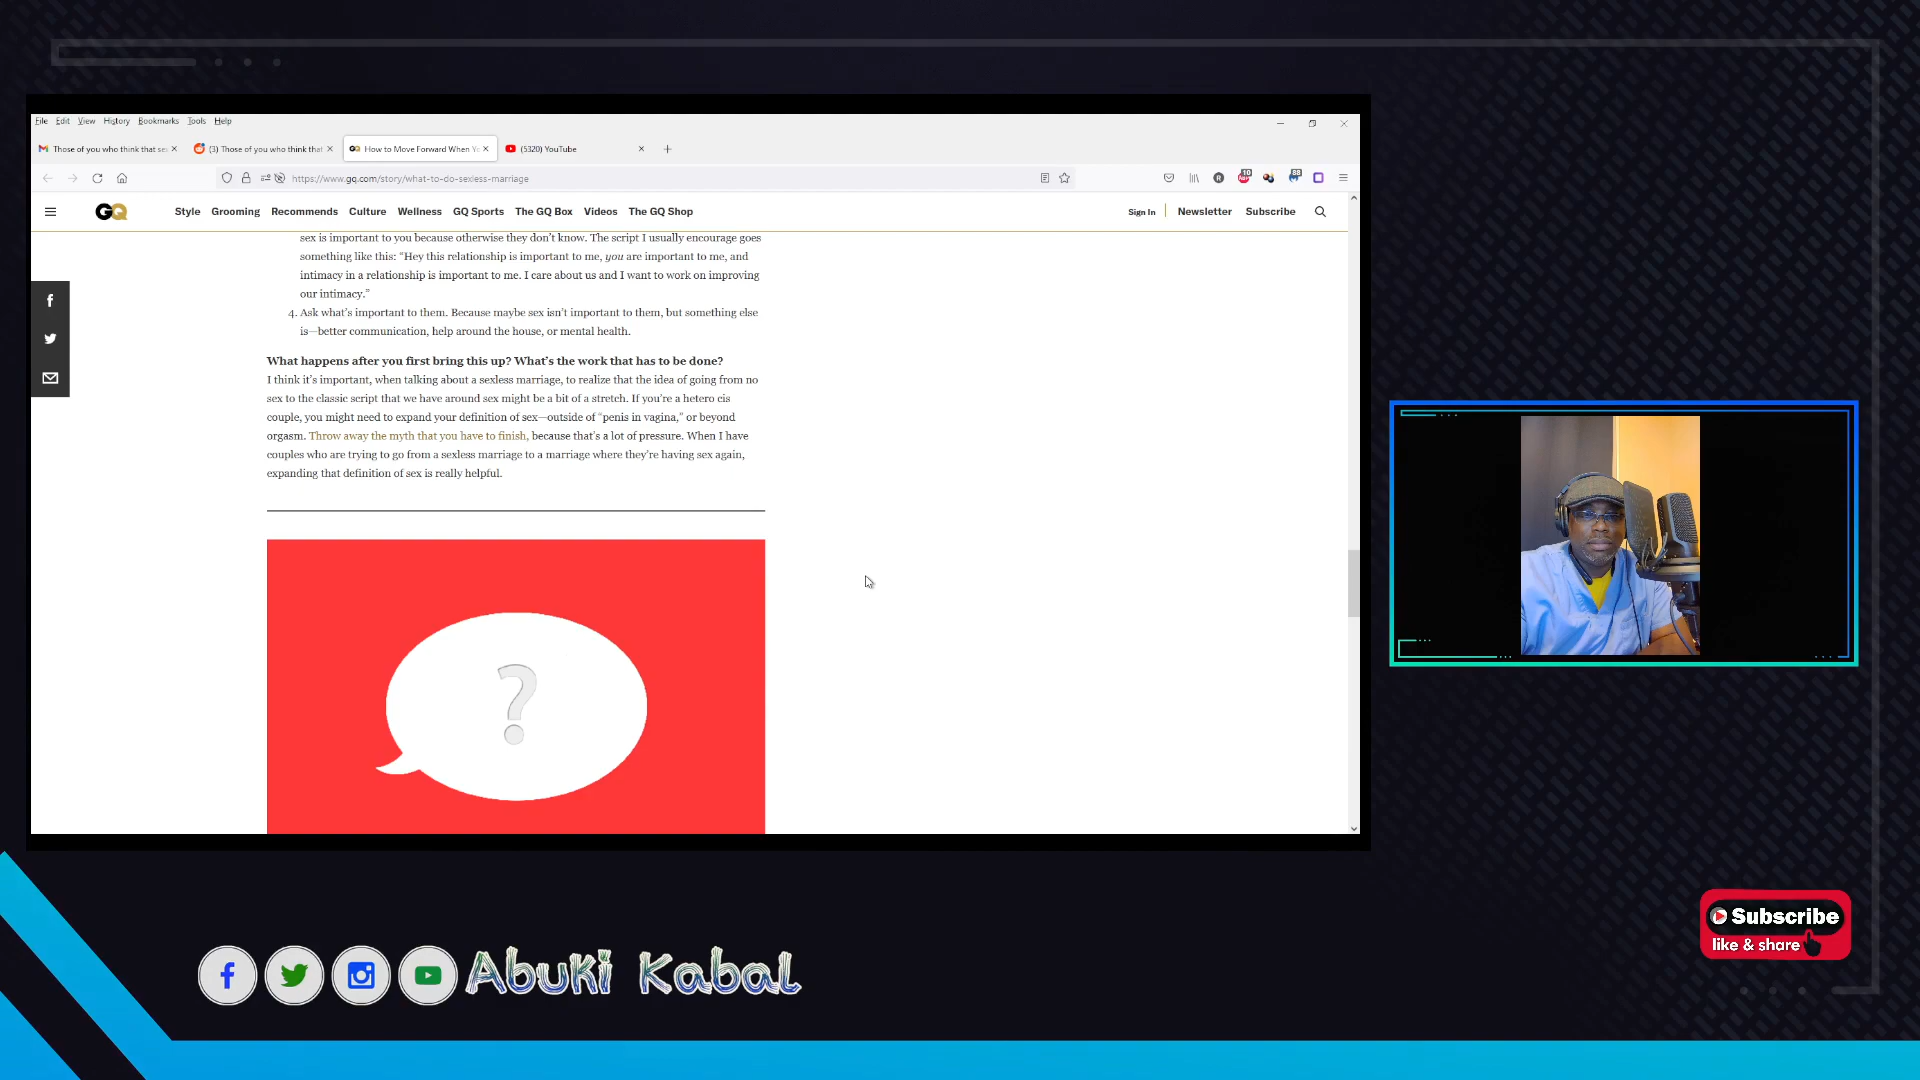 File Edit View History Bookmarks Tools Help
Those of you who think that se
(3) Those of you who think that
How to Move Forward When Yo
(5320) YouTube
https://www.gq.com/story/what-to-do-sexless-marriage
10
88
GQ
Style Grooming Recommends Culture Wellness GQ Sports The GQ Box Videos The GQ Shop
Sign In Newsletter Subscribe
sex is important to you because otherwise they don’t know. The script I usually encourage goes
something like this: “Hey this relationship is important to me, you are important to me, and
intimacy in a relationship is important to me. I care about us and I want to work on improving
our intimacy.”
4. Ask what’s important to them. Because maybe sex isn’t important to them, but something else
is—better communication, help around the house, or mental health.
What happens after you first bring this up? What’s the work that has to be done?
I think it’s important, when talking about a sexless marriage, to realize that the idea of going from no
sex to the classic script that we have around sex might be a bit of a stretch. If you’re a hetero cis
couple, you might need to expand your definition of sex—outside of “penis in vagina,” or beyond
orgasm. Throw away the myth that you have to finish, because that’s a lot of pressure. When I have
couples who are trying to go from a sexless marriage to a marriage where they’re having sex again,
expanding that definition of sex is really helpful.
?
Subscribe
like & share
Abuki Kabal